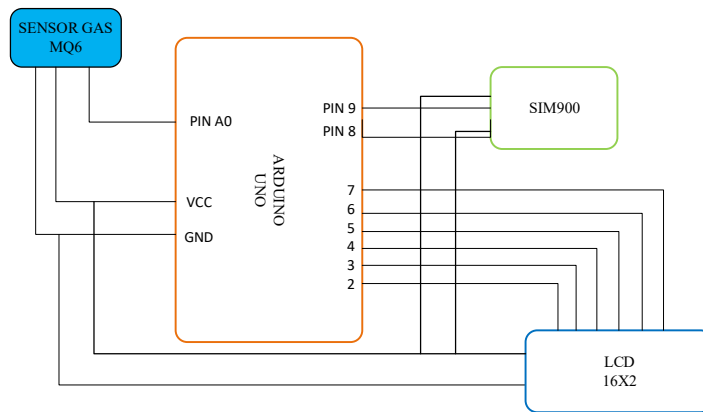 SENSOR GAS
MQ6
PIN A0
VCC
GND
ARDUINO
UNO
PIN 9
PIN 8
7
6
5
4
3
2
SIM900
LCD
16X2